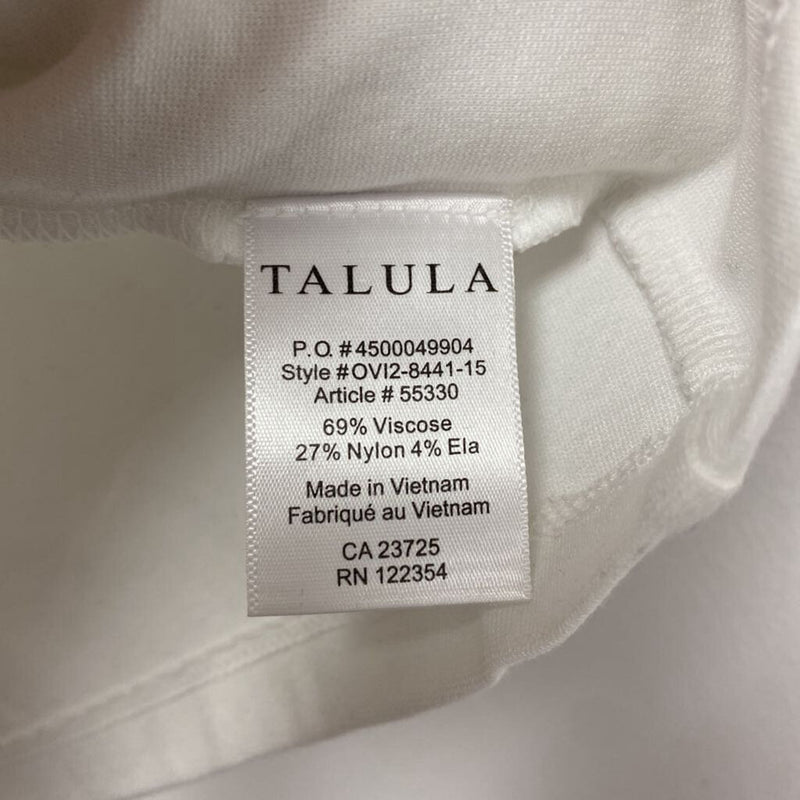 TALULA
P.O. #4500049904
Style #OVI2-8441-15
Article # 55330
69% Viscose
27% Nylon 4% Ela
Made in Vietnam
Fabriqué au Vietnam
CA 23725
RN 122354